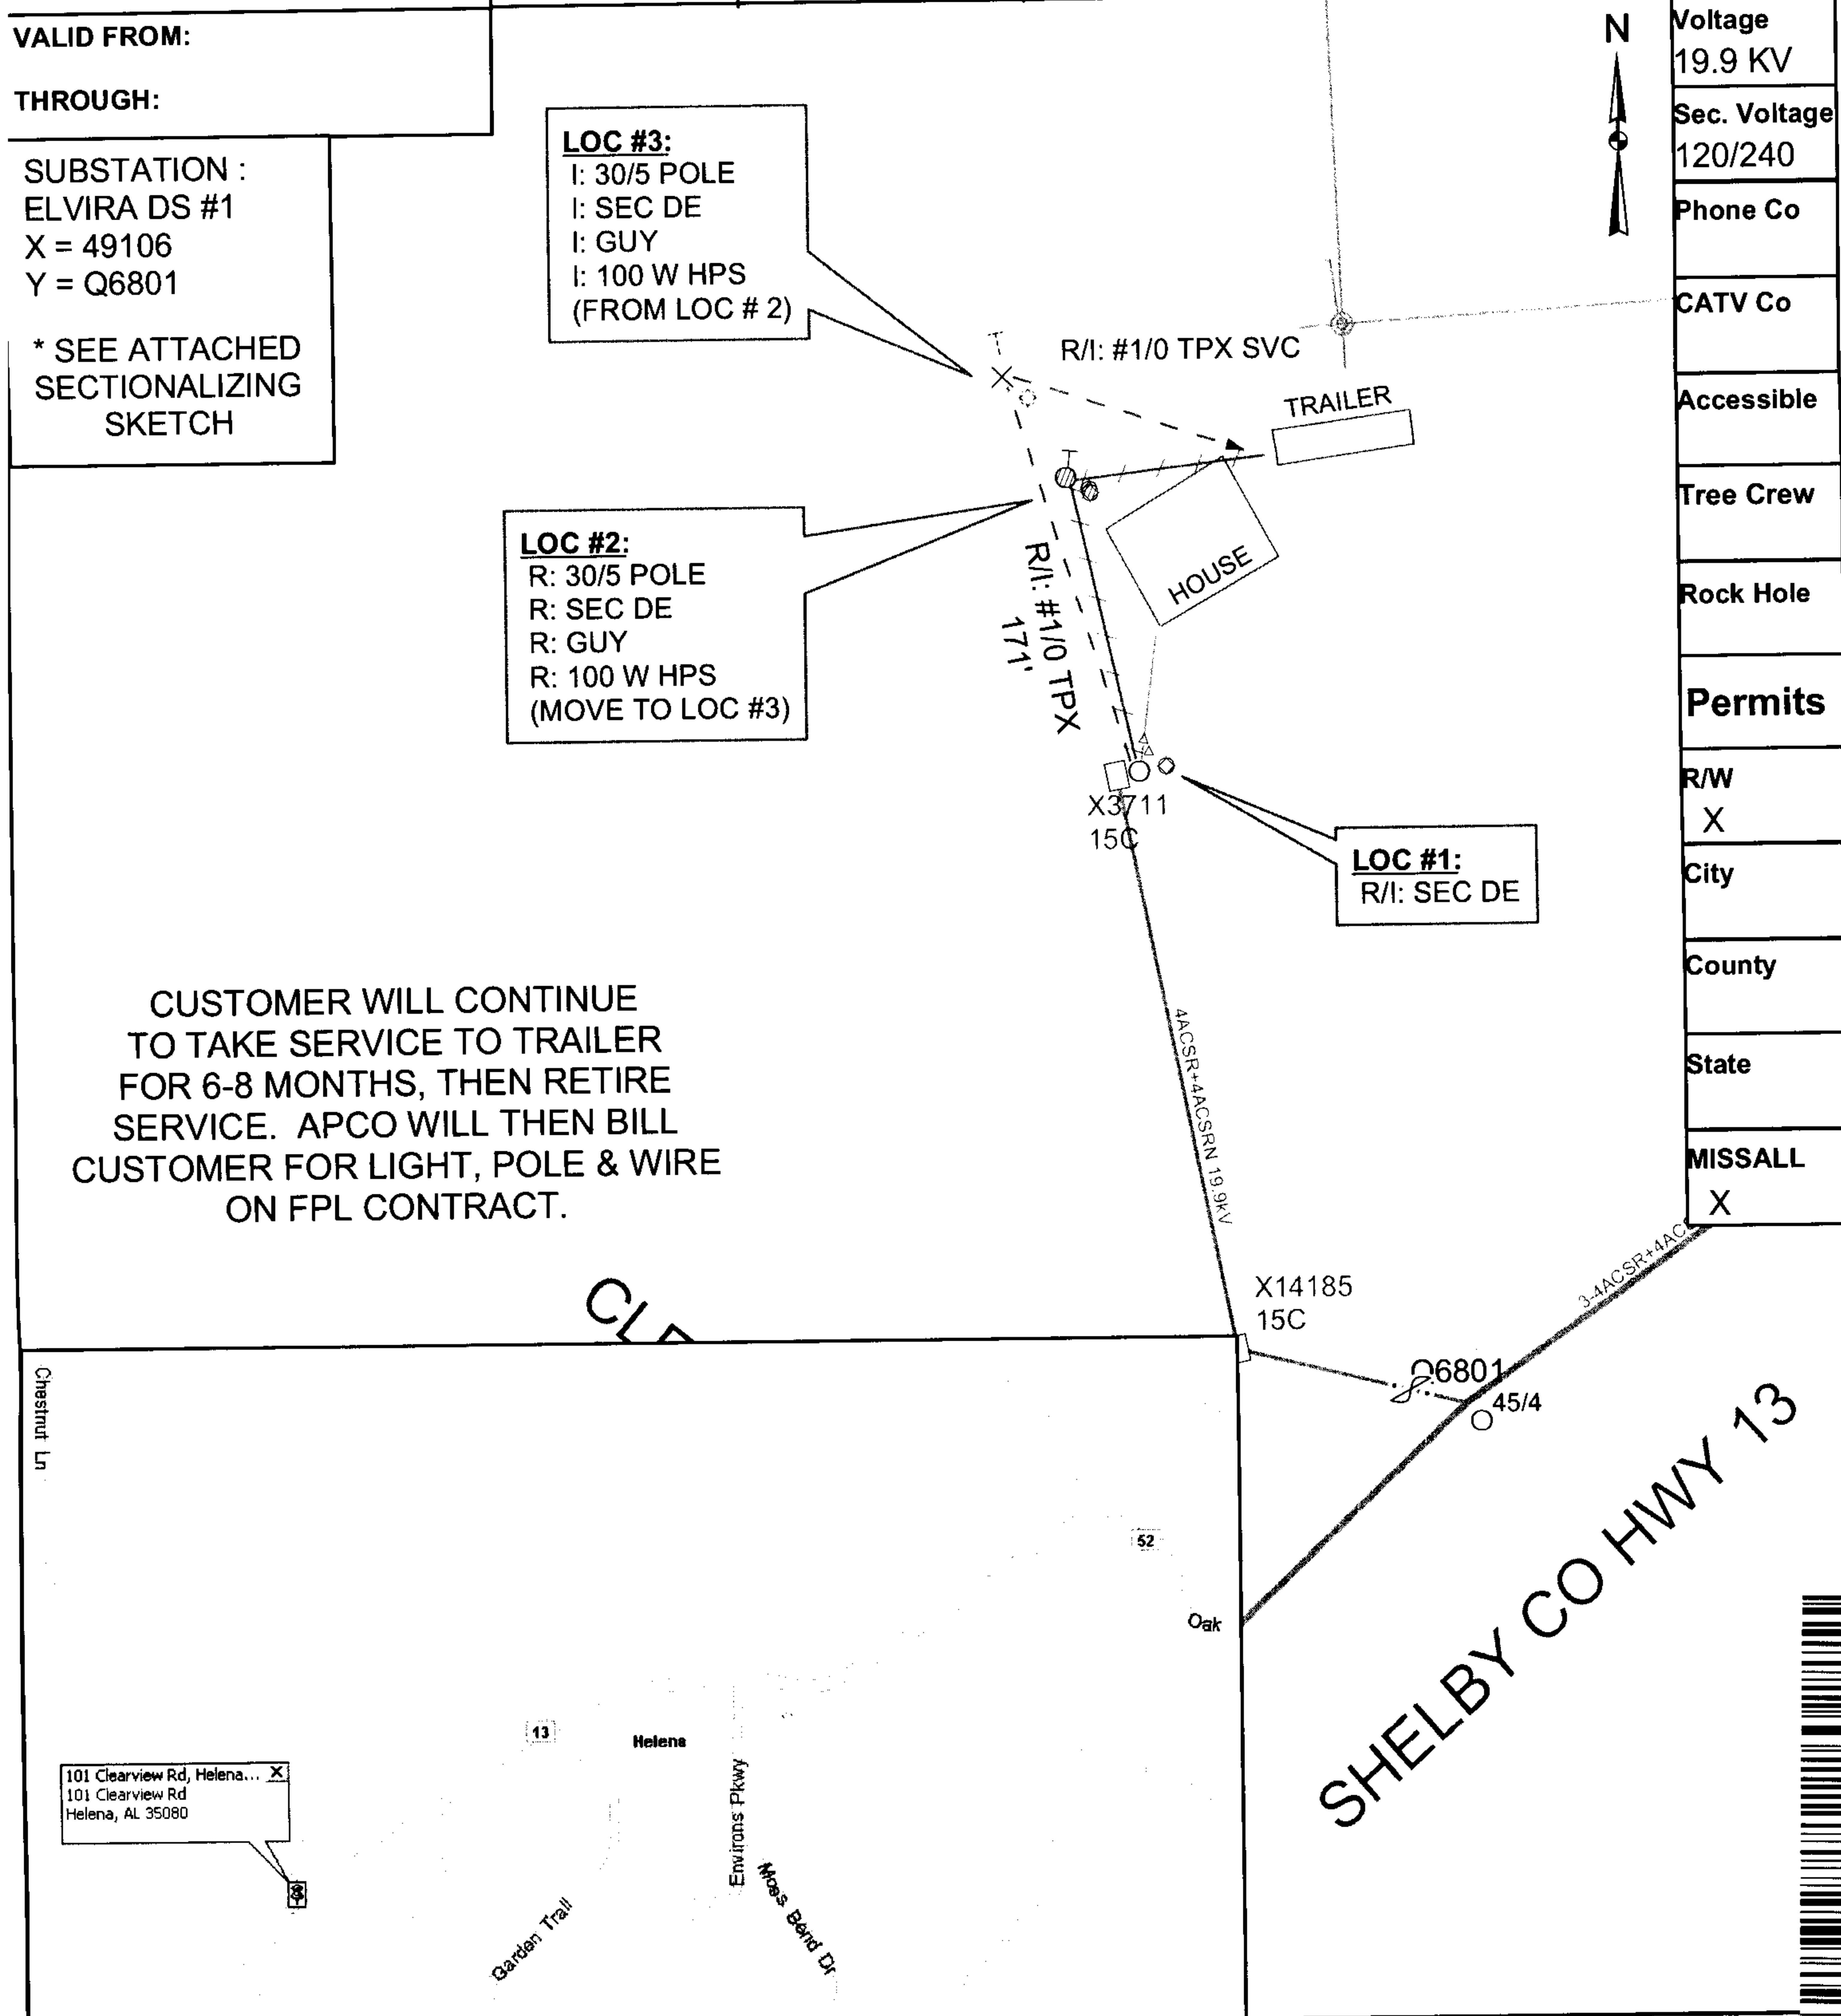 VALID FROM:
THROUGH:
SUBSTATION :
ELVIRA DS #1
X = 49106
Y = Q6801
* SEE ATTACHED
SECTIONALIZING
SKETCH
LOC #3:
I: 30/5 POLE
I: SEC DE
I: GUY
I: 100 W HPS
(FROM LOC # 2)
N
Voltage
19.9 KV
Sec. Voltage
120/240
Phone Co
CATV Co
Accessible
Tree Crew
Rock Hole
Permits
R/W
X
City
County
State
MISSALL
X
R/I: #1/0 TPX SVC
TRAILER
HOUSE
LOC #2:
R: 30/5 POLE
R: SEC DE
R: GUY
R: 100 W HPS
(MOVE TO LOC #3)
R/I: #1/0 TPX
171'
X3711
15C
LOC #1:
R/I: SEC DE
4ACSR+4ACSRN 19.9kV
CUSTOMER WILL CONTINUE
TO TAKE SERVICE TO TRAILER
FOR 6-8 MONTHS, THEN RETIRE
SERVICE. APCO WILL THEN BILL
CUSTOMER FOR LIGHT, POLE & WIRE
ON FPL CONTRACT.
X14185
15C
3-4ACSR+4AC
Q6801
45/4
SHELBY CO HWY 13
Chestnut Ln
52
Oak
13
Helena
101 Clearview Rd, Helena... X
101 Clearview Rd
Helena, AL 35080
Environs Pkwy
Garden Trail
Moss Bend Dr